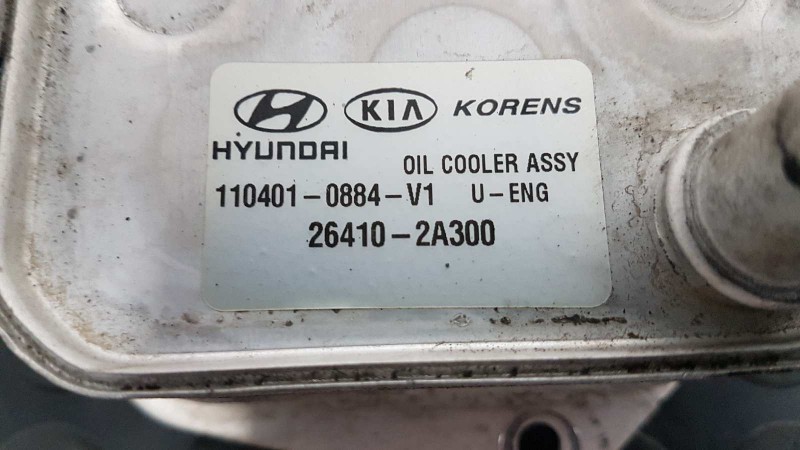 HYUNDAI KIA KORENS
OIL COOLER ASSY
110401-0884-V1 U-ENG
26410-2A300